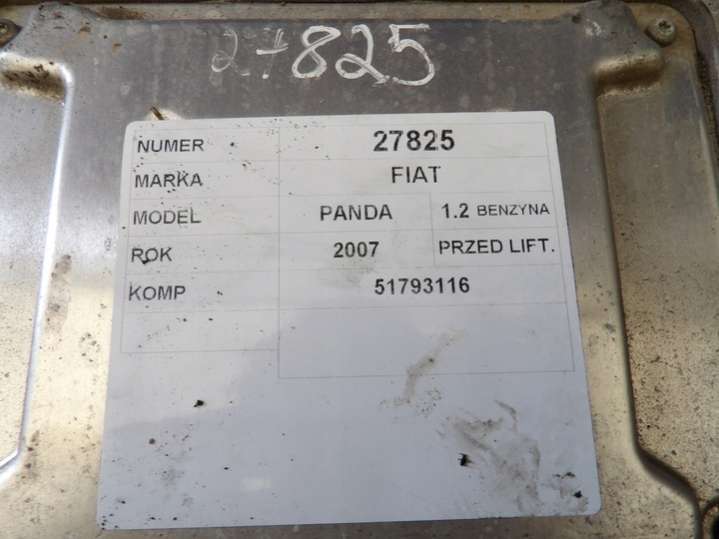 27825
NUMER 27825
MARKA FIAT
MODEL PANDA 1.2 BENZYNA
ROK 2007 PRZED LIFT.
KOMP 51793116